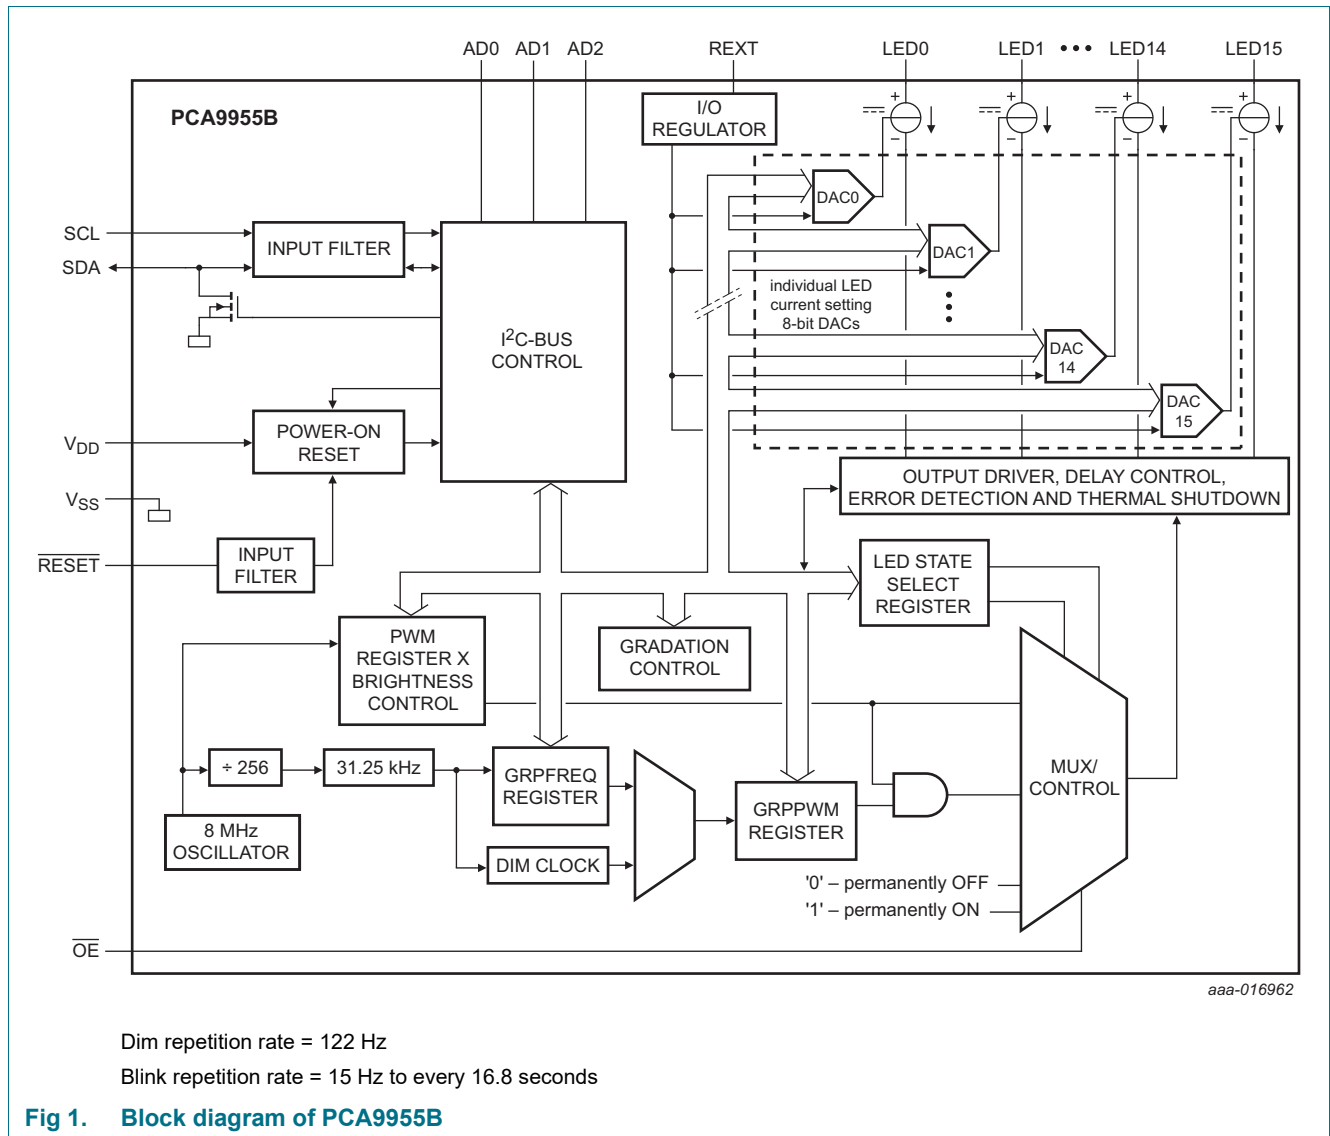 AD0 AD1 AD2 REXT LED0 LED1 ••• LED14 LED15
PCA9955B
I/O
REGULATOR
+ + + +
– – – –
DAC0
SCL
INPUT FILTER
SDA
DAC1
individual LED
current setting
8-bit DACs
I²C-BUS
CONTROL
DAC
14
DAC
15
VDD
POWER-ON
RESET
VSS
OUTPUT DRIVER, DELAY CONTROL,
ERROR DETECTION AND THERMAL SHUTDOWN
RESET
INPUT
FILTER
LED STATE
SELECT
REGISTER
PWM
REGISTER X
BRIGHTNESS
CONTROL
GRADATION
CONTROL
÷ 256
31.25 kHz
GRPFREQ
REGISTER
MUX/
CONTROL
GRPPWM
REGISTER
8 MHz
OSCILLATOR
DIM CLOCK
'0' – permanently OFF
'1' – permanently ON
OE
aaa-016962
Dim repetition rate = 122 Hz
Blink repetition rate = 15 Hz to every 16.8 seconds
Fig 1. Block diagram of PCA9955B